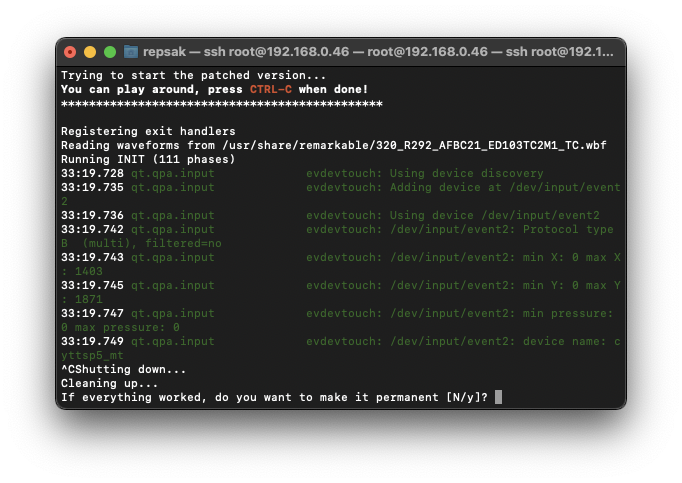 repsak — ssh root@192.168.0.46 — root@192.168.0.46 — ssh root@192.1...
Trying to start the patched version...
You can play around, press CTRL-C when done!
**********************************************
Registering exit handlers
Reading waveforms from /usr/share/remarkable/320_R292_AFBC21_ED103TC2M1_TC.wbf
Running INIT (111 phases)
33:19.728 qt.qpa.input             evdevtouch: Using device discovery
33:19.735 qt.qpa.input             evdevtouch: Adding device at /dev/input/event
2
33:19.736 qt.qpa.input             evdevtouch: Using device /dev/input/event2
33:19.742 qt.qpa.input             evdevtouch: /dev/input/event2: Protocol type
B  (multi), filtered=no
33:19.743 qt.qpa.input             evdevtouch: /dev/input/event2: min X: 0 max X
: 1403
33:19.745 qt.qpa.input             evdevtouch: /dev/input/event2: min Y: 0 max Y
: 1871
33:19.747 qt.qpa.input             evdevtouch: /dev/input/event2: min pressure:
0 max pressure: 0
33:19.749 qt.qpa.input             evdevtouch: /dev/input/event2: device name: c
yttsp5_mt
^CShutting down...
Cleaning up...
If everything worked, do you want to make it permanent [N/y]?